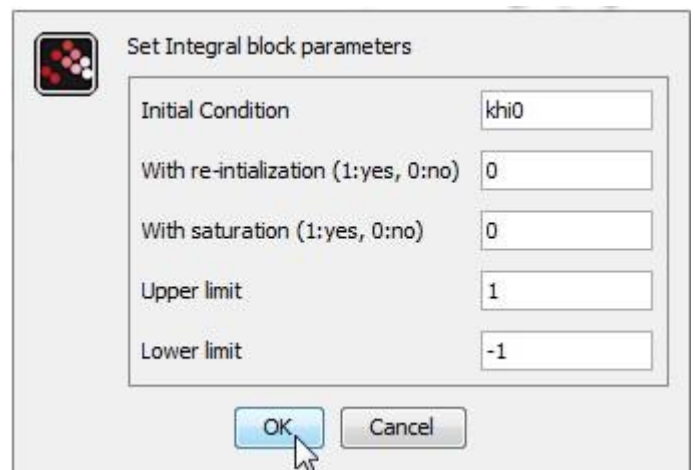 Set Integral block parameters
Initial Condition khi0
With re-intialization (1:yes, 0:no) 0
With saturation (1:yes, 0:no) 0
Upper limit 1
Lower limit -1
OK Cancel